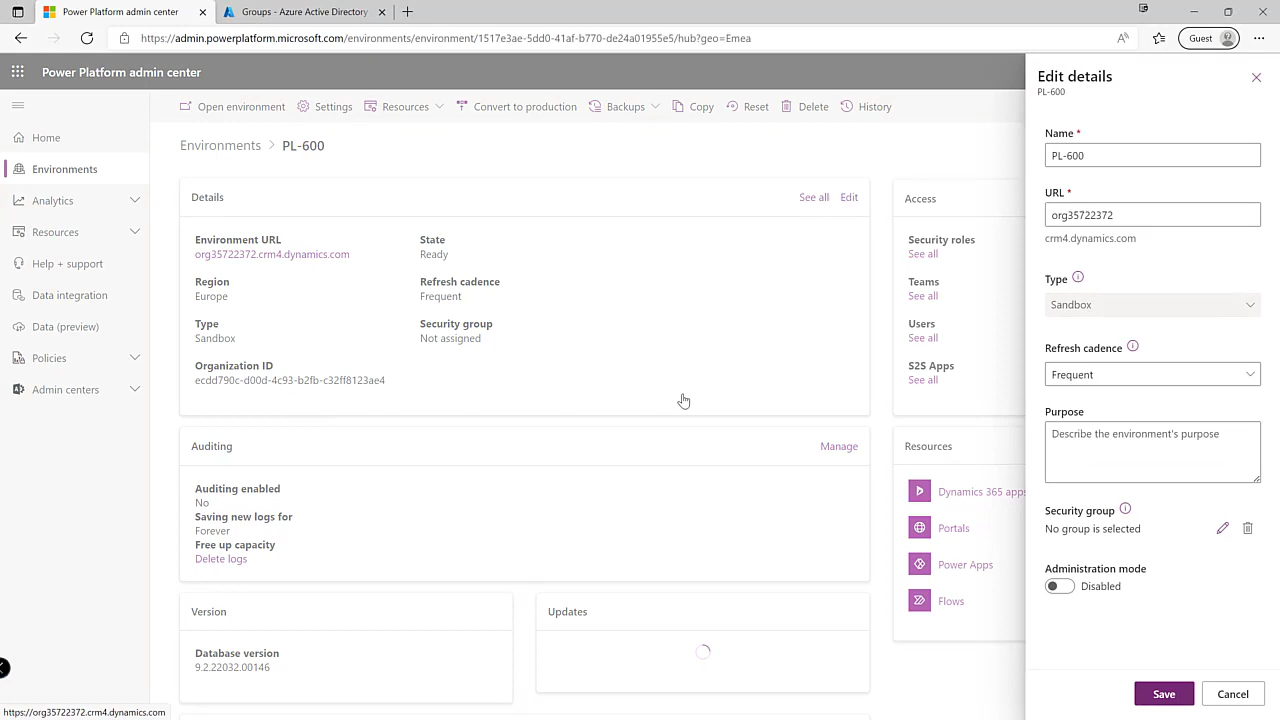 Power Platform admin center
Groups - Azure Active Directory
https://admin.powerplatform.microsoft.com/environments/environment/1517e3ae-5dd0-41af-b770-de24a01955e5/hub?geo=Emea
Guest
Power Platform admin center
Open environment
Settings
Resources
Convert to production
Backups
Copy
Reset
Delete
History
Home
Environments
Analytics
Resources
Help + support
Data integration
Data (preview)
Policies
Admin centers
Environments > PL-600
Details
See all
Edit
Environment URL
org35722372.crm4.dynamics.com
State
Ready
Region
Europe
Refresh cadence
Frequent
Type
Sandbox
Security group
Not assigned
Organization ID
ecdd790c-d00d-4c93-b2fb-c32ff8123ae4
Auditing
Manage
Auditing enabled
No
Saving new logs for
Forever
Free up capacity
Delete logs
Version
Database version
9.2.22032.00146
Updates
Access
Security roles
See all
Teams
See all
Users
See all
S2S Apps
See all
Resources
Dynamics 365 apps
Portals
Power Apps
Flows
Edit details
PL-600
Name *
PL-600
URL *
org35722372
crm4.dynamics.com
Type
Sandbox
Refresh cadence
Frequent
Purpose
Describe the environment's purpose
Security group
No group is selected
Administration mode
Disabled
Save
Cancel
https://org35722372.crm4.dynamics.com